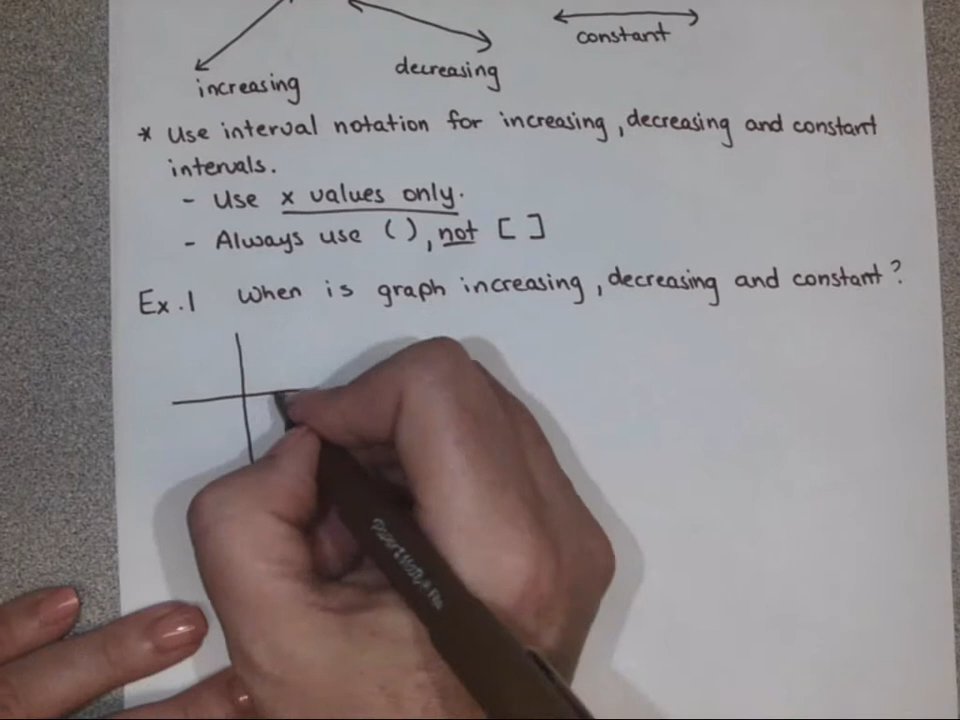 constant
increasing
decreasing
* Use interval notation for increasing, decreasing and constant
intervals.
- Use x values only.
- Always use ( ), not [ ]
Ex. 1 When is graph increasing, decreasing and constant?